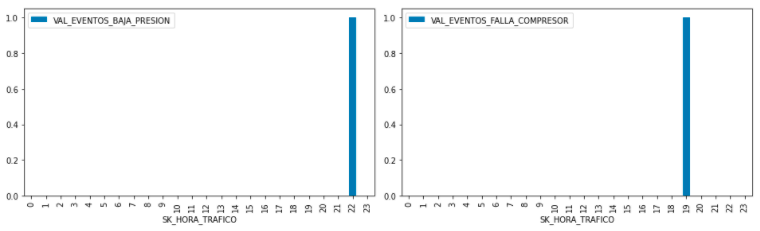 VAL_EVENTOS_BAJA_PRESION
1.0
0.8
0.6
0.4
0.2
0.0
0 1 2 3 4 5 6 7 8 9 10 11 12 13 14 15 16 17 18 19 20 21 22 23
SK_HORA_TRAFICO
VAL_EVENTOS_FALLA_COMPRESOR
1.0
0.8
0.6
0.4
0.2
0.0
0 1 2 3 4 5 6 7 8 9 10 11 12 13 14 15 16 17 18 19 20 21 22 23
SK_HORA_TRAFICO